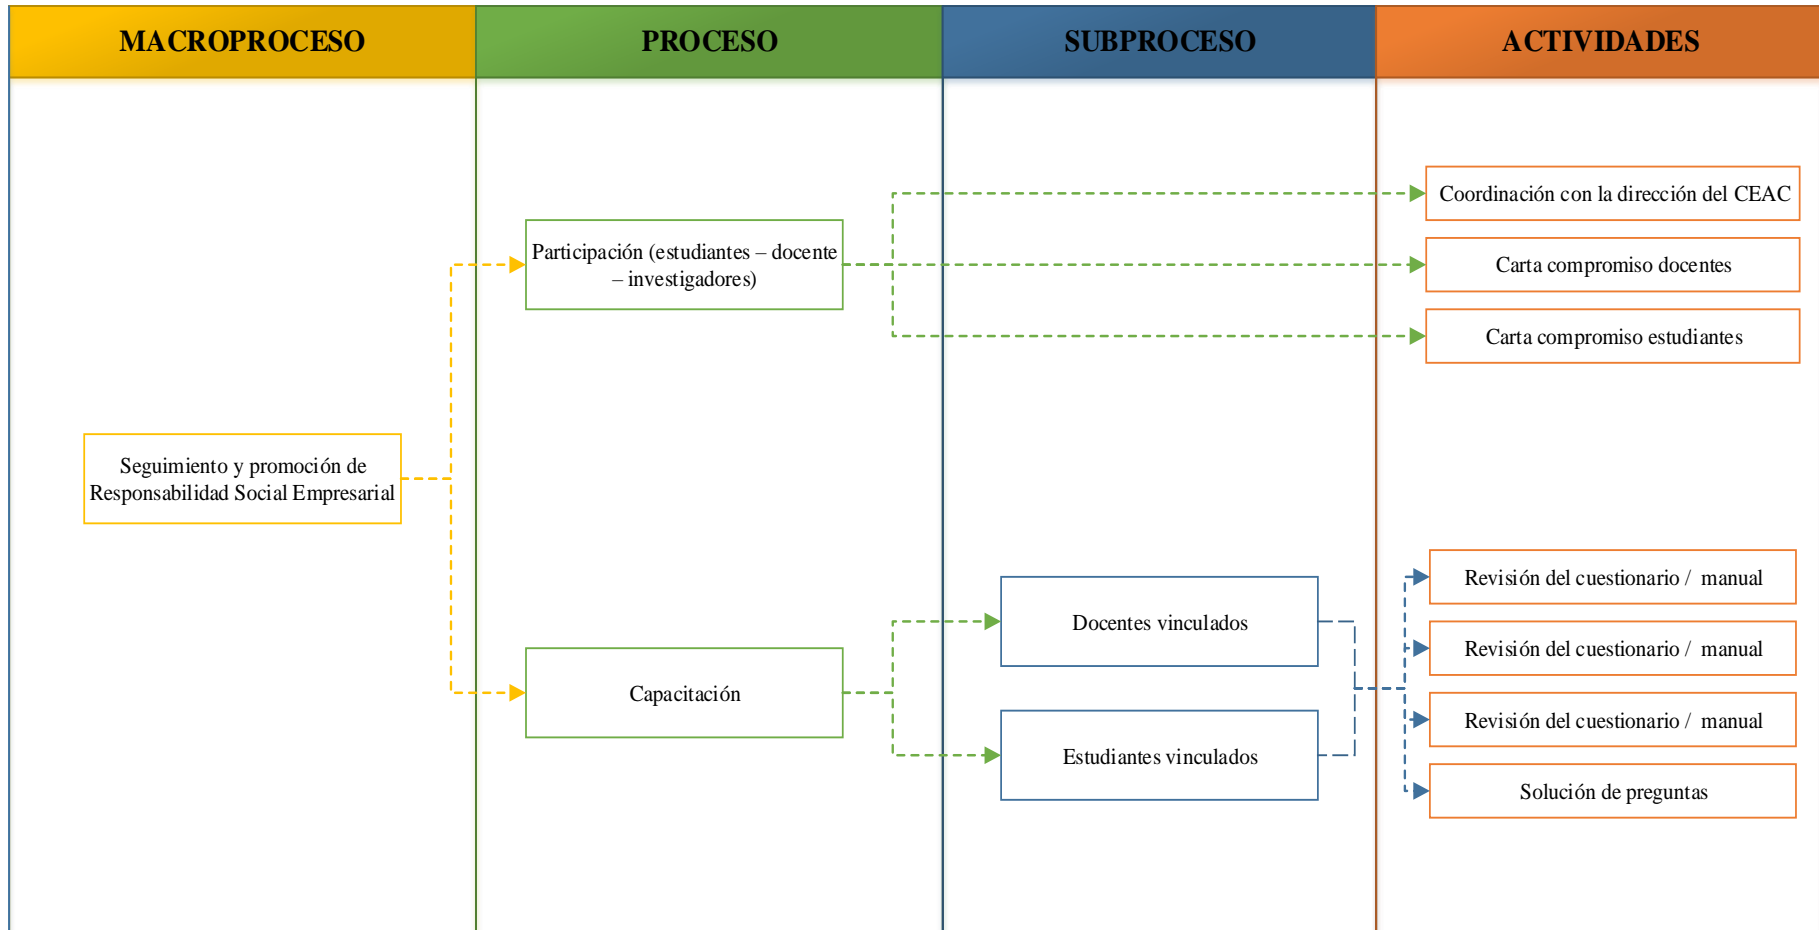 MACROPROCESO
PROCESO
SUBPROCESO
ACTIVIDADES
Seguimiento y promoción de
Responsabilidad Social Empresarial
Participación (estudiantes – docente
– investigadores)
Coordinación con la dirección del CEAC
Carta compromiso docentes
Carta compromiso estudiantes
Capacitación
Docentes vinculados
Estudiantes vinculados
Revisión del cuestionario / manual
Revisión del cuestionario / manual
Revisión del cuestionario / manual
Solución de preguntas